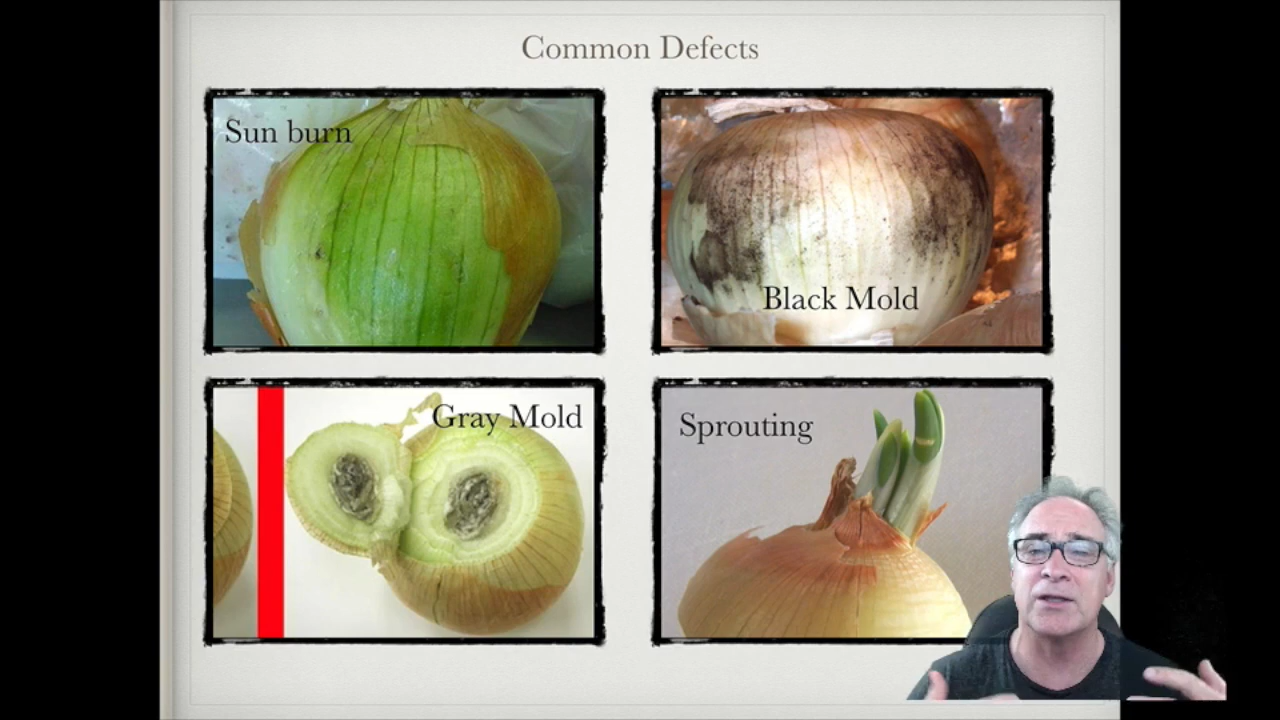 Common Defects
Sun burn
Black Mold
Gray Mold
Sprouting